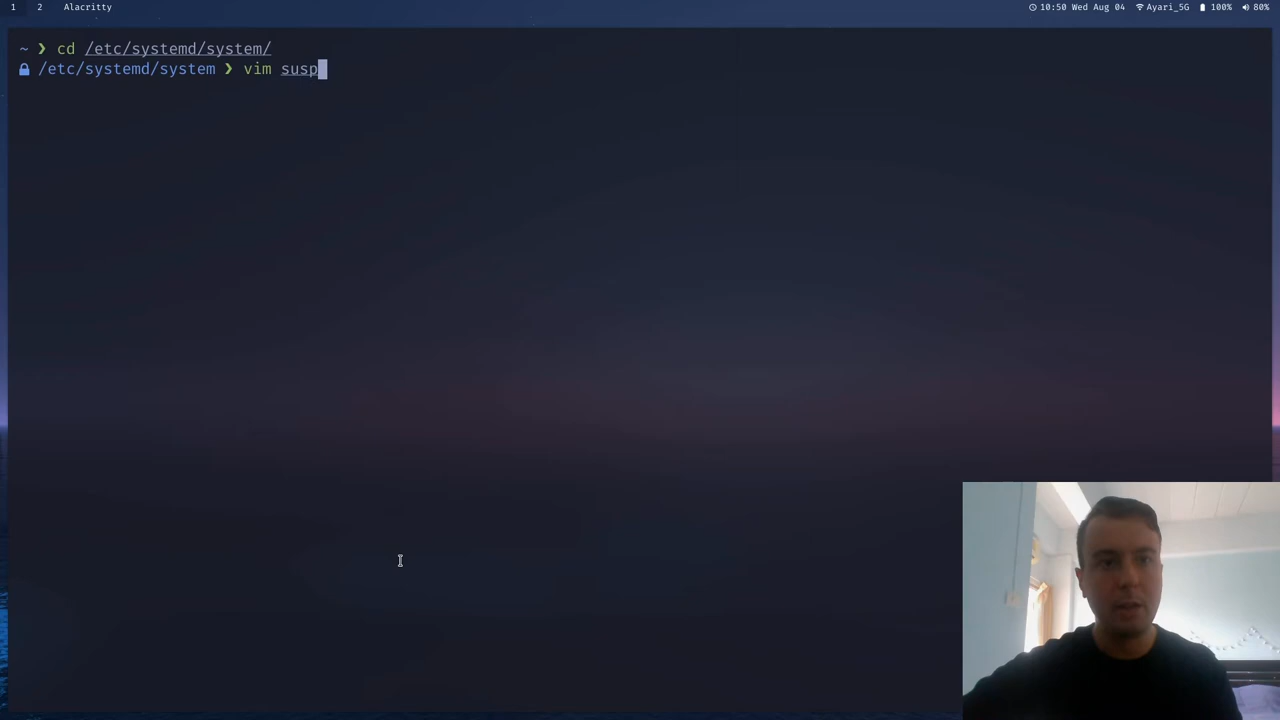 1 2 Alacritty 10:50 Wed Aug 04 Ayari_5G 100% 80%
~ ❯ cd /etc/systemd/system/
/etc/systemd/system ❯ vim susp